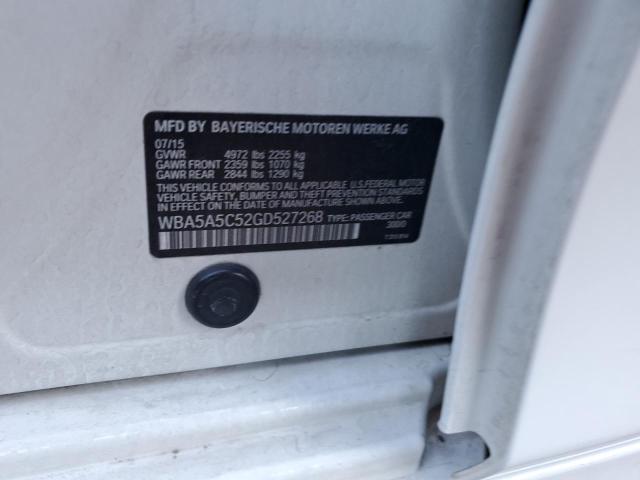 MFD BY BAYERISCHE MOTOREN WERKE AG
07/15
GVWR 4972 lbs 2255 kg
GAWR FRONT 2359 lbs 1070 kg
GAWR REAR 2844 lbs 1290 kg
THIS VEHICLE CONFORMS TO ALL APPLICABLE U.S.FEDERAL MOTOR
VEHICLE SAFETY, BUMPER AND THEFT PREVENTION STANDARDS
IN EFFECT ON THE DATE OF MANUFACTURE SHOWN ABOVE.
WBA5A5C52GD527268 TYPE: PASSENGER CAR